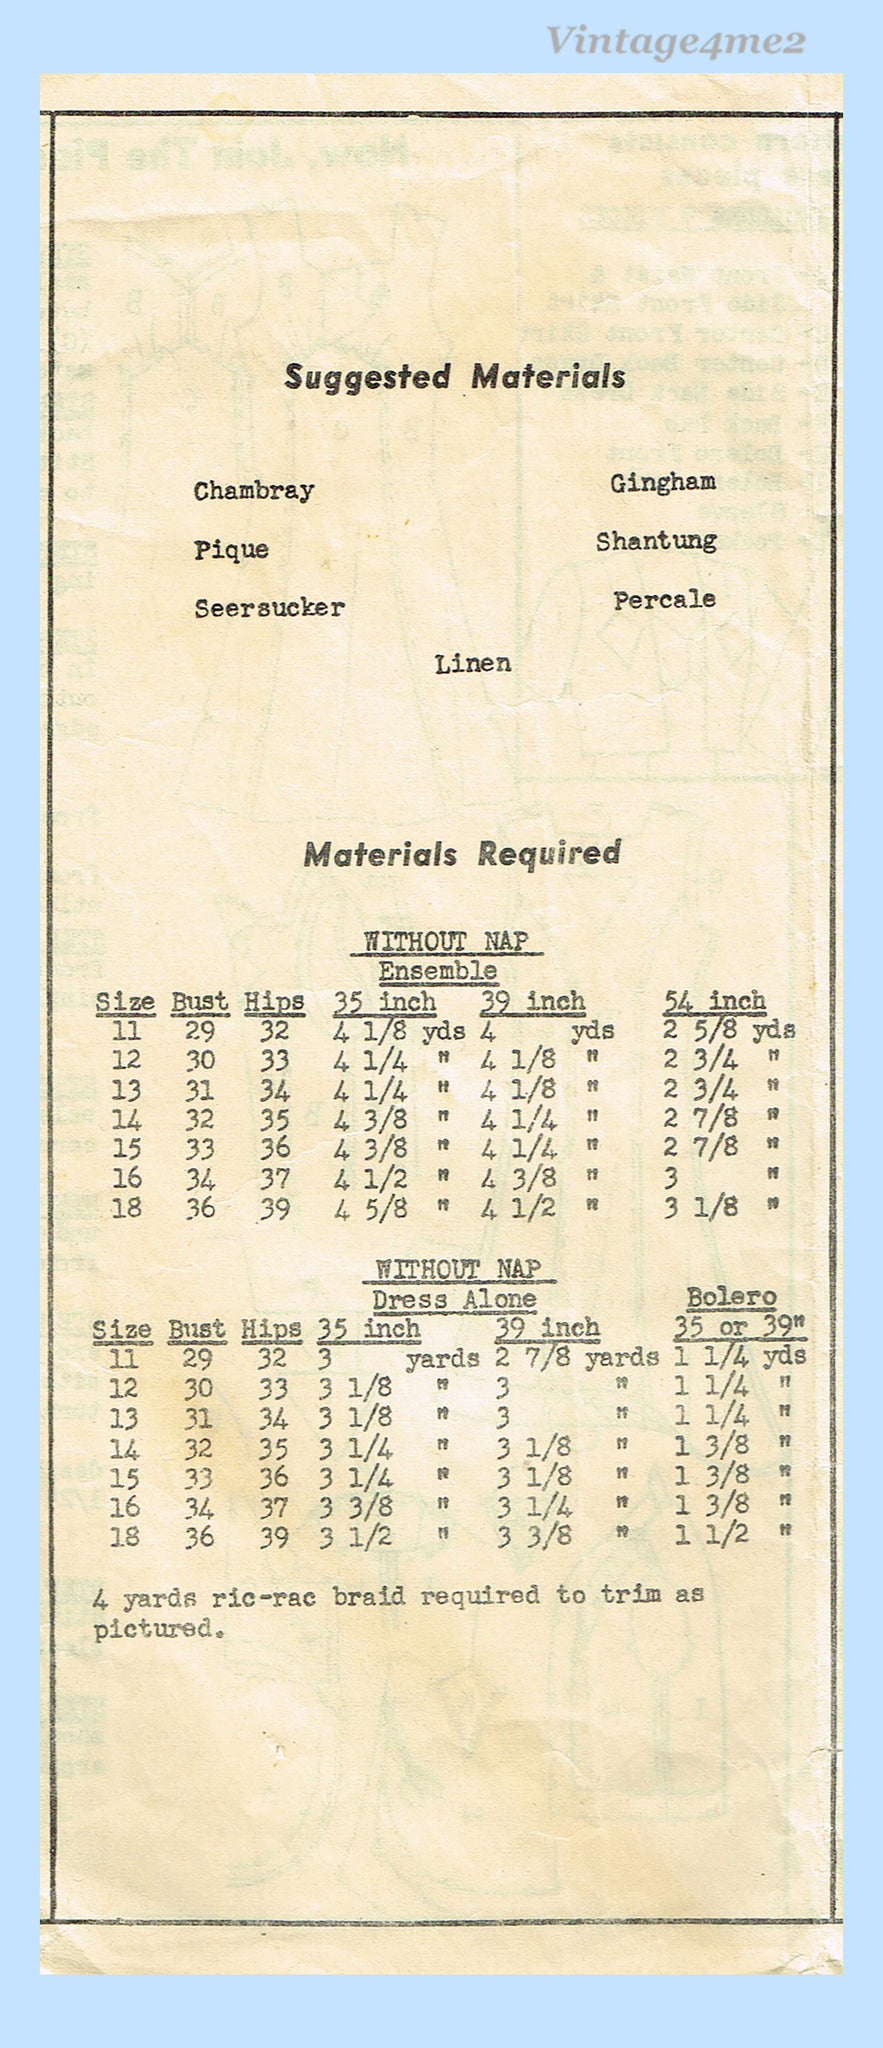 Vintage4me2
Suggested Materials
Chambray Gingham
Pique Shantung
Seersucker Percale
Linen
Materials Required
WITHOUT NAP
Ensemble
Size Bust Hips 35 inch 39 inch 54 inch
11 29 32 4 1/8 yds 4 yds 2 5/8 yds
12 30 33 4 1/4 " 4 1/8 " 2 3/4 "
13 31 34 4 1/4 " 4 1/8 " 2 3/4 "
14 32 35 4 3/8 " 4 1/4 " 2 7/8 "
15 33 36 4 3/8 " 4 1/4 " 2 7/8 "
16 34 37 4 1/2 " 4 3/8 " 3 "
18 36 39 4 5/8 " 4 1/2 " 3 1/8 "
WITHOUT NAP
Dress Alone Bolero
Size Bust Hips 35 inch 39 inch 35 or 39"
11 29 32 3 yards 2 7/8 yards 1 1/4 yds
12 30 33 3 1/8 " 3 " 1 1/4 "
13 31 34 3 1/8 " 3 " 1 1/4 "
14 32 35 3 1/4 " 3 1/8 " 1 3/8 "
15 33 36 3 1/4 " 3 1/8 " 1 3/8 "
16 34 37 3 3/8 " 3 1/4 " 1 3/8 "
18 36 39 3 1/2 " 3 3/8 " 1 1/2 "
4 yards ric-rac braid required to trim as
pictured.